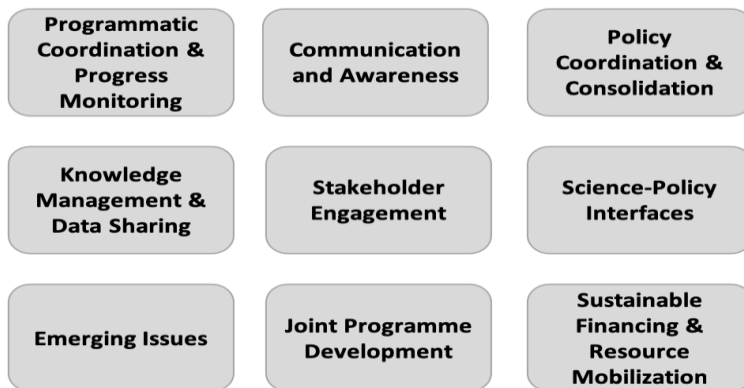 Programmatic
Coordination &
Progress
Monitoring
Communication
and Awareness
Policy
Coordination &
Consolidation
Knowledge
Management &
Data Sharing
Stakeholder
Engagement
Science-Policy
Interfaces
Emerging Issues
Joint Programme
Development
Sustainable
Financing &
Resource
Mobilization